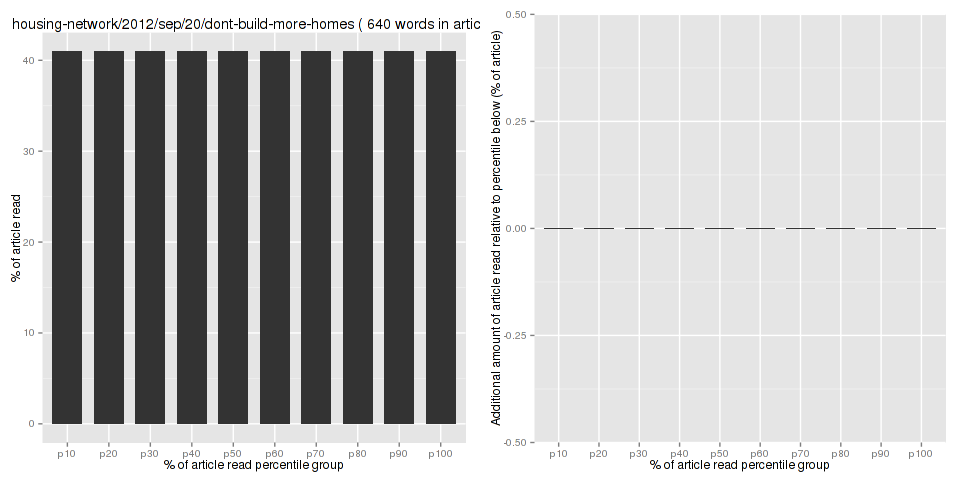 housing-network/2012/sep/20/dont-build-more-homes ( 640 words in artic
% of article read
40
30
20
10
0
p10 p20 p30 p40 p50 p60 p70 p80 p90 p100
% of article read percentile group
Additional amount of article read relative to percentile below (% of article)
0.50
0.25
0.00
-0.25
-0.50
p10 p20 p30 p40 p50 p60 p70 p80 p90 p100
% of article read percentile group